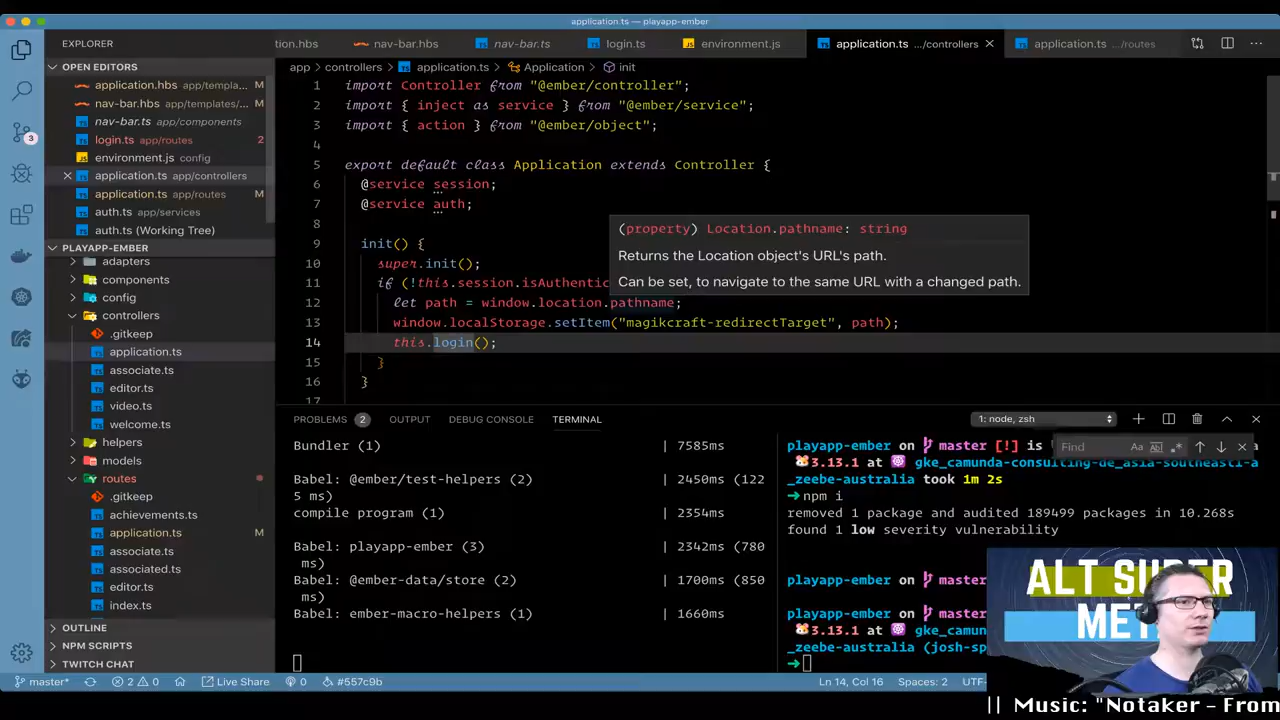 application.ts — playapp-ember
EXPLORER
tion.hbs
nav-bar.hbs
nav-bar.ts
login.ts
environment.js
application.ts .../controllers
application.ts .../routes
OPEN EDITORS
application.hbs app/templa... M
nav-bar.hbs app/templates/...
nav-bar.ts app/components
login.ts app/routes 2
environment.js config
application.ts app/controllers
application.ts app/routes M
auth.ts app/services
auth.ts (Working Tree)
PLAYAPP-EMBER
adapters
components
config
controllers
.gitkeep
application.ts
associate.ts
editor.ts
video.ts
welcome.ts
helpers
models
routes
.gitkeep
achievements.ts
application.ts M
associate.ts
associated.ts
editor.ts
index.ts
OUTLINE
NPM SCRIPTS
TWITCH CHAT
3
app > controllers > application.ts > Application > init
1 import Controller from "@ember/controller";
2 import { inject as service } from "@ember/service";
3 import { action } from "@ember/object";
4
5 export default class Application extends Controller {
6 @service session;
7 @service auth;
8
9 init() {
10 super.init();
11 if (!this.session.isAuthentic
12 let path = window.location.pathname;
13 window.localStorage.setItem("magikcraft-redirectTarget", path);
14 this.login();
15 }
16 }
17
(property) Location.pathname: string
Returns the Location object's URL's path.
Can be set, to navigate to the same URL with a changed path.
PROBLEMS 2 OUTPUT DEBUG CONSOLE TERMINAL
1: node, zsh
Bundler (1) | 7585ms
Babel: @ember/test-helpers (2) | 2450ms (122
5 ms)
compile program (1) | 2354ms
Babel: playapp-ember (3) | 2342ms (780
ms)
Babel: @ember-data/store (2) | 1700ms (850
ms)
Babel: ember-macro-helpers (1) | 1660ms
Find
playapp-ember on master [!] is
3.13.1 at gke_camunda-consulting-de_asia-southeast1-a
_zeebe-australia took 1m 2s
npm i
removed 1 package and audited 189499 packages in 10.268s
found 1 low severity vulnerability
playapp-ember on master
playapp-ember on master
3.13.1 at gke_camunda
_zeebe-australia (josh-sp
ALT SUPER
master* 2 0 Live Share 0 #557c9b
Ln 14, Col 16 Spaces: 2 UTF-
|| Music: "Notaker - From